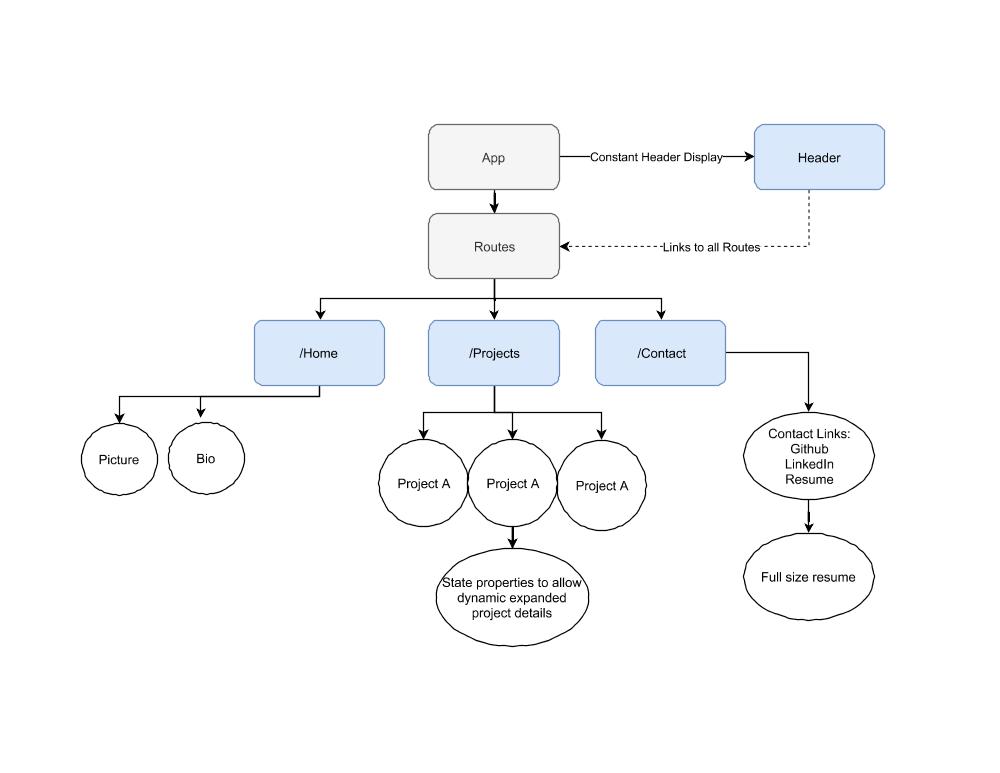 App
Constant Header Display
Header
Routes
Links to all Routes
/Home
/Projects
/Contact
Picture
Bio
Project A
Project A
Project A
Contact Links:
Github
LinkedIn
Resume
State properties to allow
dynamic expanded
project details
Full size resume